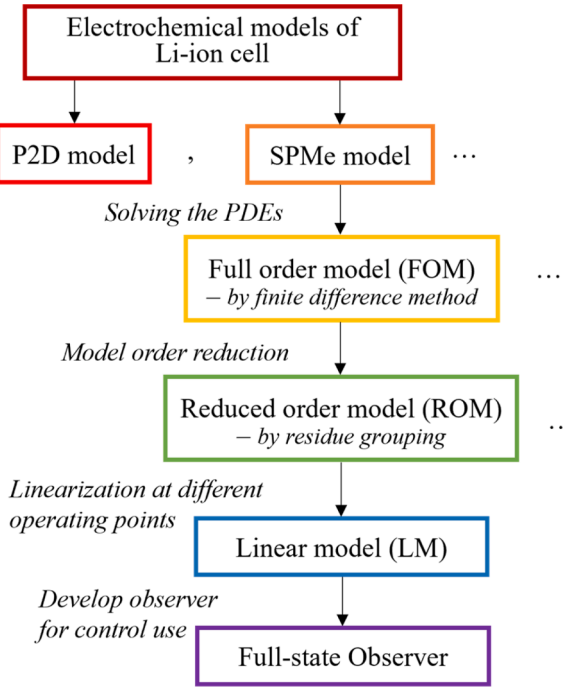 Electrochemical models of
Li-ion cell
P2D model , SPMe model ...
Solving the PDEs
Full order model (FOM) ...
– by finite difference method
Model order reduction
Reduced order model (ROM) ..
– by residue grouping
Linearization at different
operating points
Linear model (LM)
Develop observer
for control use
Full-state Observer